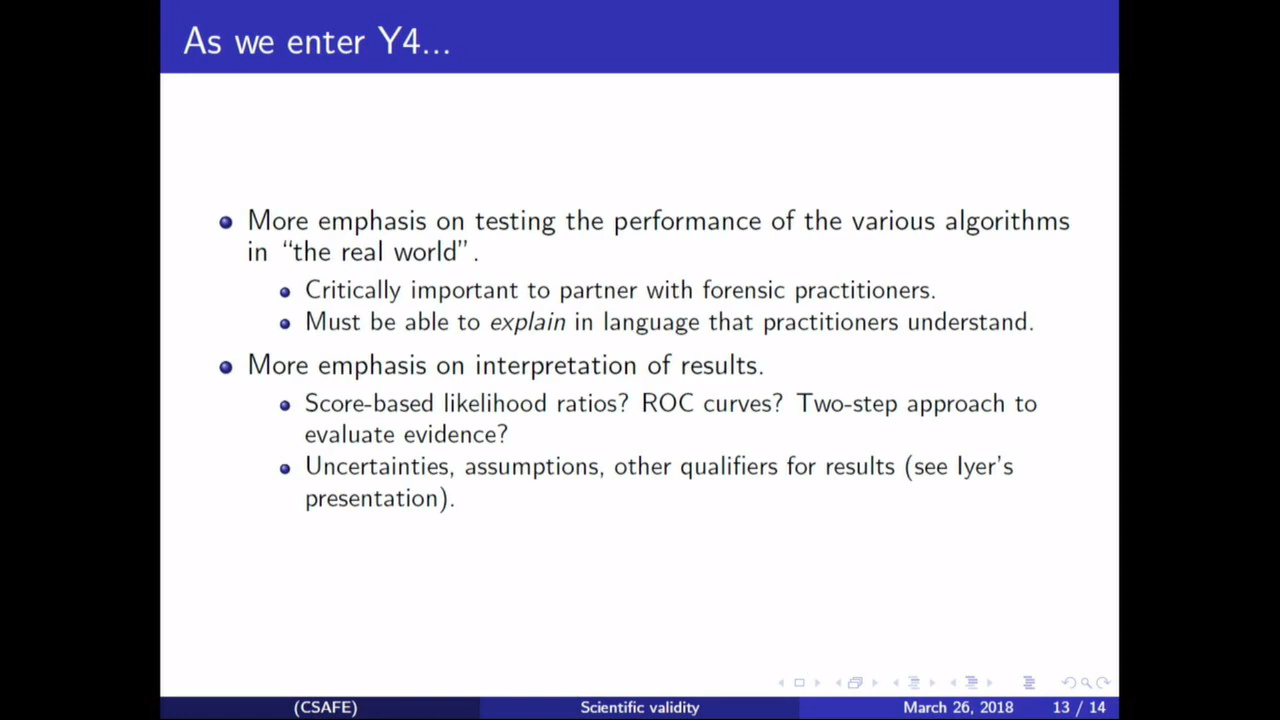 As we enter Y4...
More emphasis on testing the performance of the various algorithms
in “the real world”.
Critically important to partner with forensic practitioners.
Must be able to explain in language that practitioners understand.
More emphasis on interpretation of results.
Score-based likelihood ratios? ROC curves? Two-step approach to
evaluate evidence?
Uncertainties, assumptions, other qualifiers for results (see Iyer's
presentation).
(CSAFE) Scientific validity March 26, 2018 13 / 14